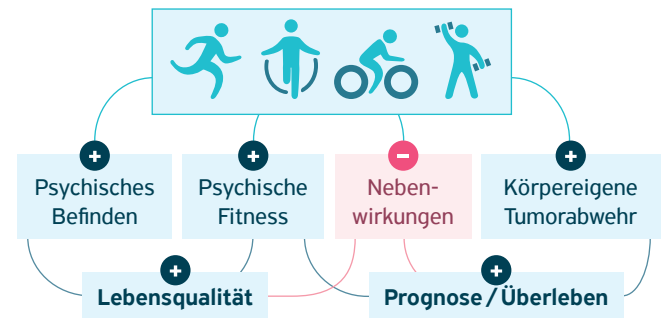 +
+
−
+
Psychisches
Befinden
Psychische
Fitness
Neben-
wirkungen
Körpereigene
Tumorabwehr
+
+
Lebensqualität
Prognose / Überleben